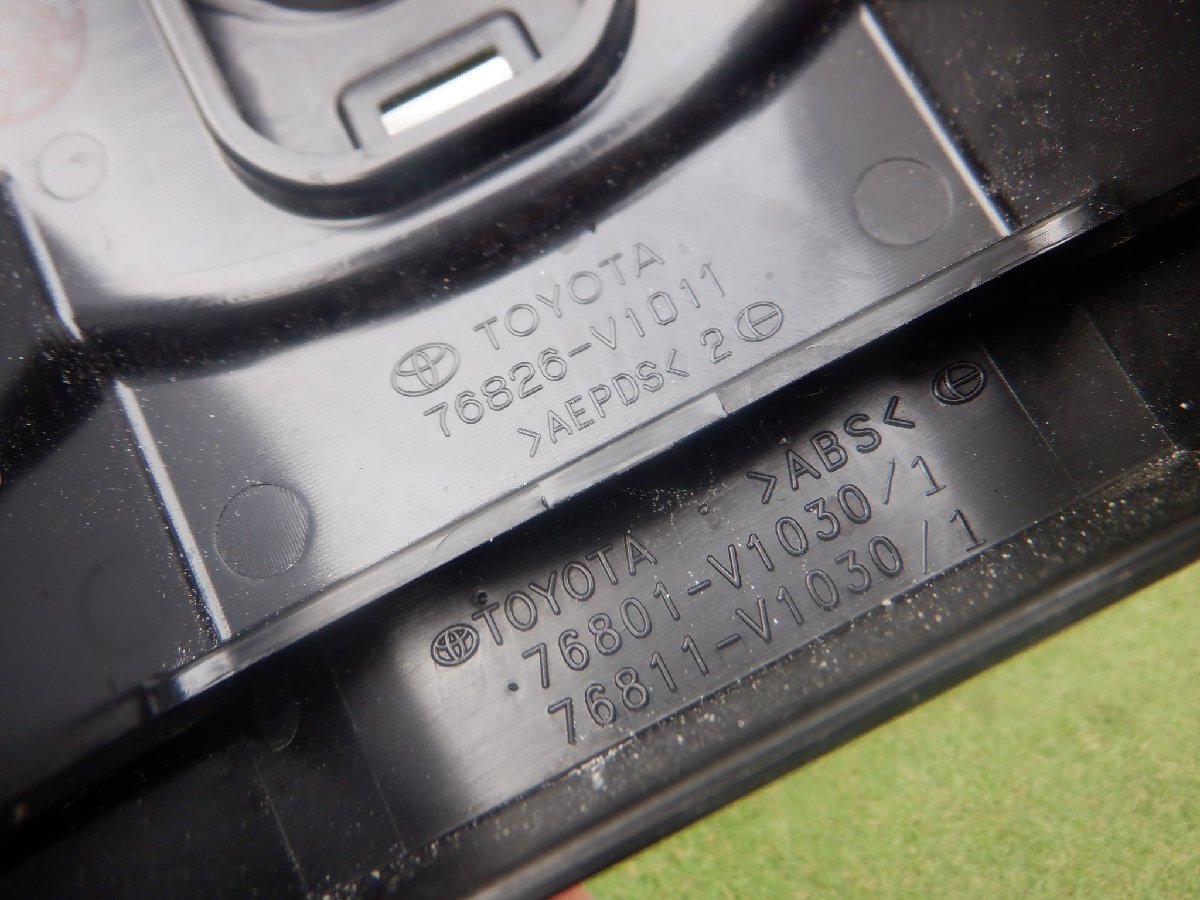 TOYOTA
76826-V1011
>AEPDS< 2
>ABS<
TOYOTA
76801-V1030/1
76811-V1030/1